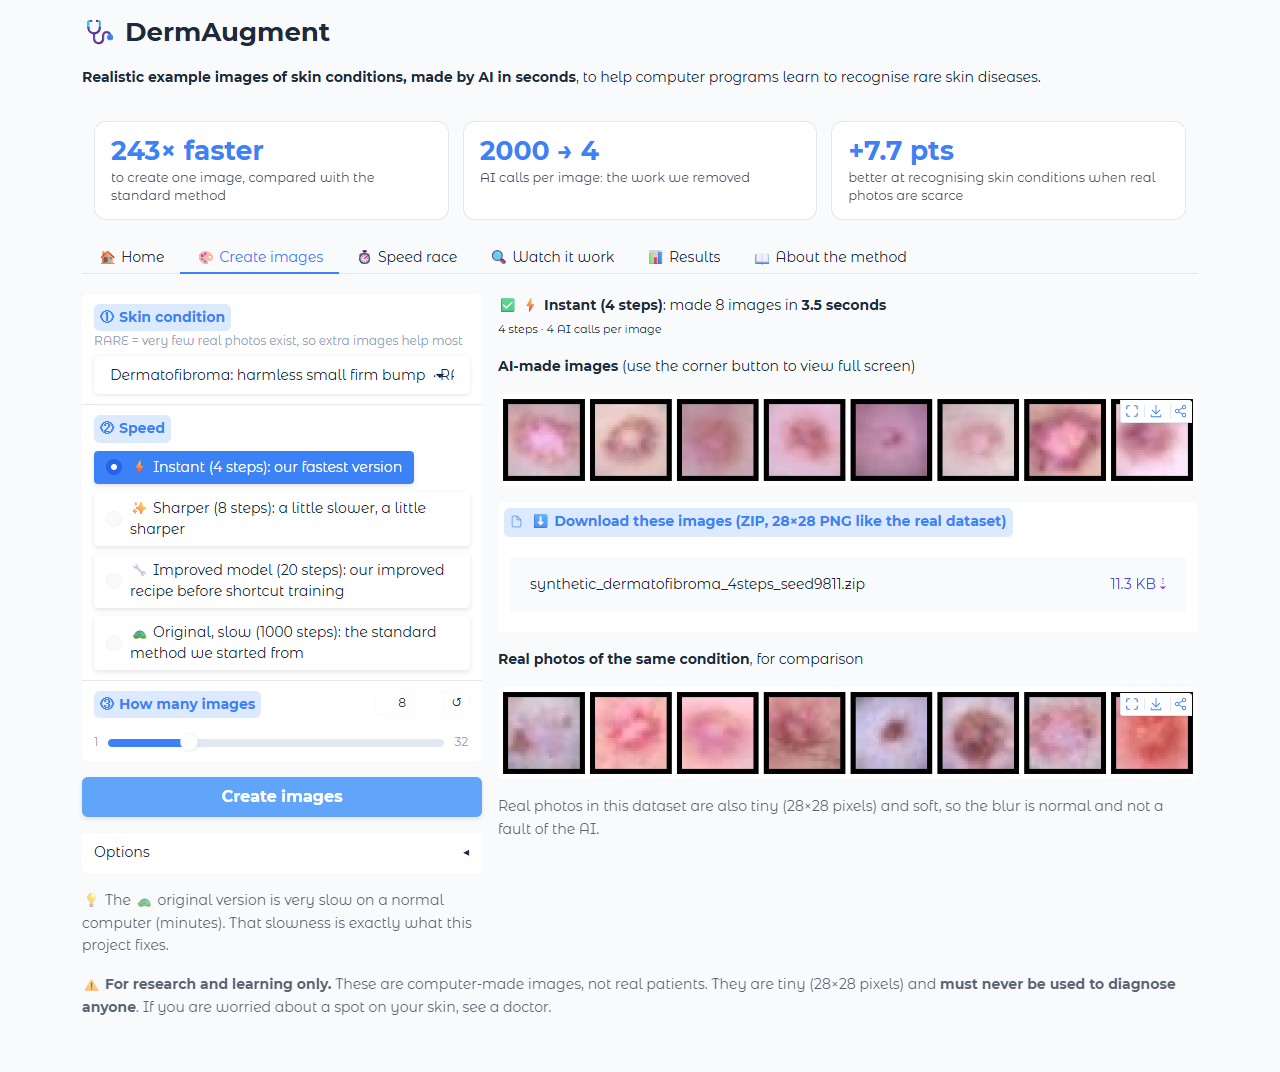 DermAugment
Realistic example images of skin conditions, made by AI in seconds, to help computer programs learn to recognise rare skin diseases.
243× faster
to create one image, compared with the
standard method
2000 → 4
AI calls per image: the work we removed
+7.7 pts
better at recognising skin conditions when real
photos are scarce
Home
Create images
Speed race
Watch it work
Results
About the method
① Skin condition
RARE = very few real photos exist, so extra images help most
Dermatofibroma: harmless small firm bump
② Speed
Instant (4 steps): our fastest version
Sharper (8 steps): a little slower, a little
sharper
Improved model (20 steps): our improved
recipe before shortcut training
Original, slow (1000 steps): the standard
method we started from
③ How many images
8
1
32
Create images
Options
The original version is very slow on a normal
computer (minutes). That slowness is exactly what this
project fixes.
Instant (4 steps): made 8 images in 3.5 seconds
4 steps · 4 AI calls per image
AI-made images (use the corner button to view full screen)
Download these images (ZIP, 28×28 PNG like the real dataset)
synthetic_dermatofibroma_4steps_seed9811.zip
11.3 KB ⇣
Real photos of the same condition, for comparison
Real photos in this dataset are also tiny (28×28 pixels) and soft, so the blur is normal and not a
fault of the AI.
For research and learning only. These are computer-made images, not real patients. They are tiny (28×28 pixels) and must never be used to diagnose
anyone. If you are worried about a spot on your skin, see a doctor.